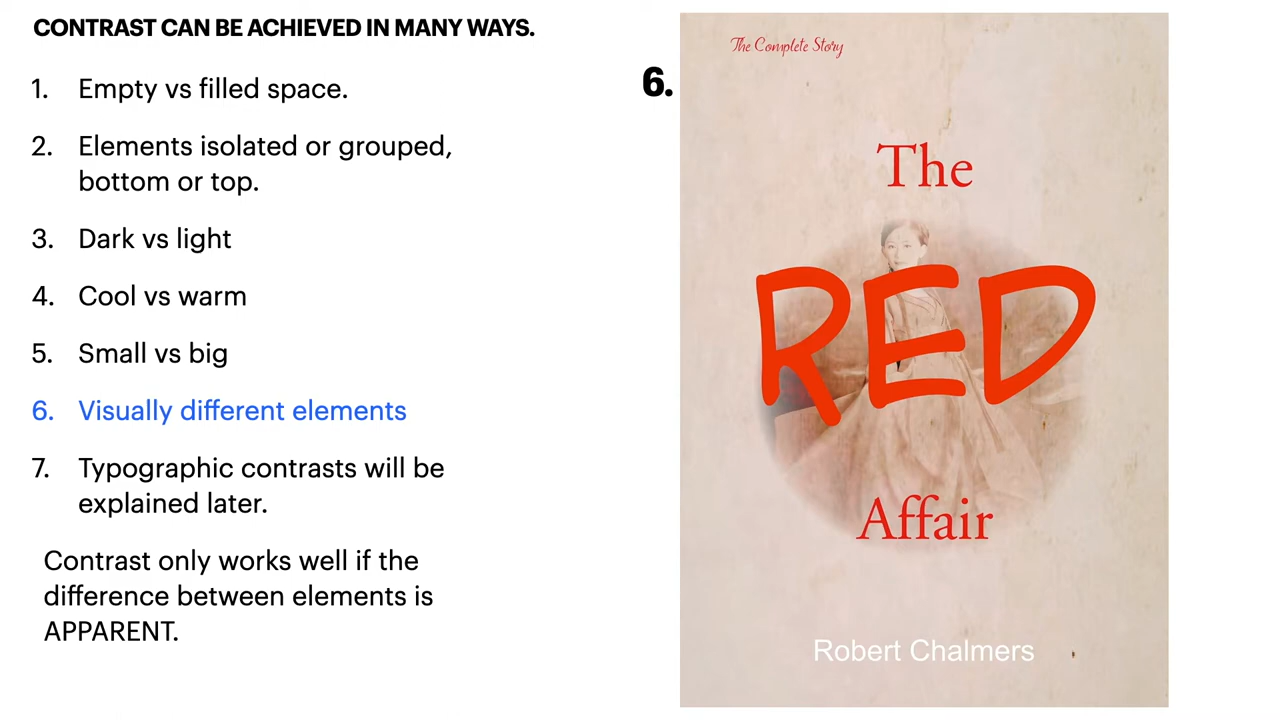 CONTRAST CAN BE ACHIEVED IN MANY WAYS.
1. Empty vs filled space.
2. Elements isolated or grouped,
bottom or top.
3. Dark vs light
4. Cool vs warm
5. Small vs big
6. Visually different elements
7. Typographic contrasts will be
explained later.
Contrast only works well if the
difference between elements is
APPARENT.
6.
The Complete Story
The
RED
Affair
Robert Chalmers